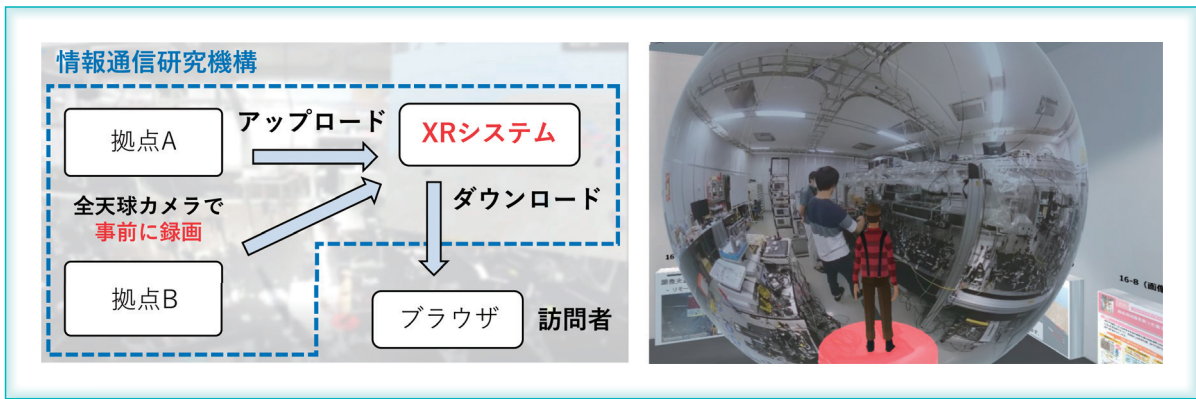 情報通信研究機構
拠点A
アップロード
XRシステム
全天球カメラで
事前に録画
ダウンロード
拠点B
ブラウザ
訪問者
16-8（画像